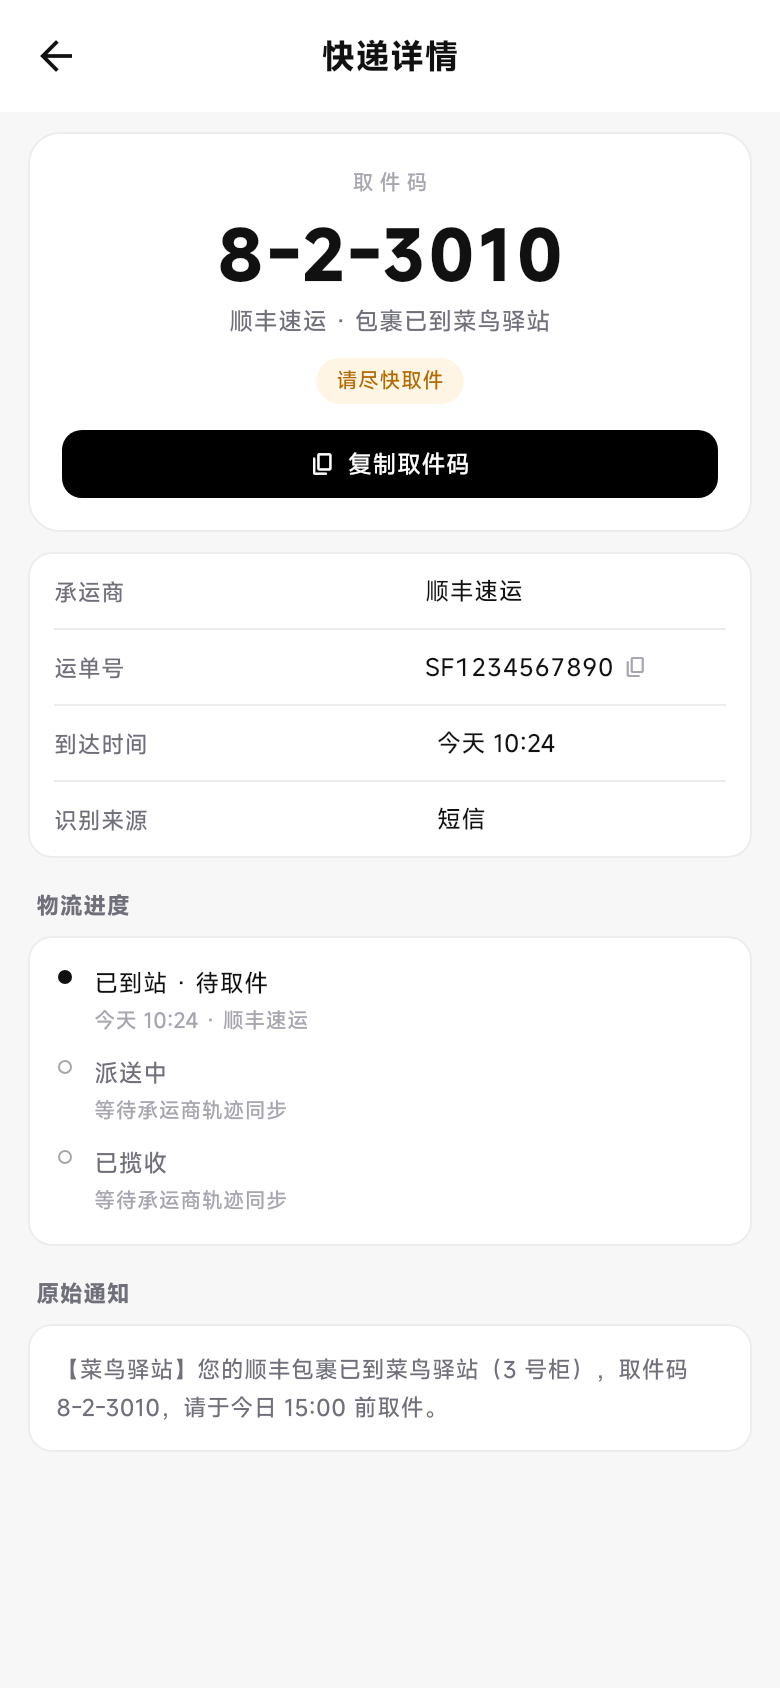 快递详情
取件码
8-2-3010
顺丰速运 · 包裹已到菜鸟驿站
请尽快取件
复制取件码
承运商 顺丰速运
运单号 SF1234567890
到达时间 今天 10:24
识别来源 短信
物流进度
已到站 · 待取件
今天 10:24 · 顺丰速运
派送中
等待承运商轨迹同步
已揽收
等待承运商轨迹同步
原始通知
【菜鸟驿站】您的顺丰包裹已到菜鸟驿站（3 号柜），取件码
8-2-3010，请于今日 15:00 前取件。